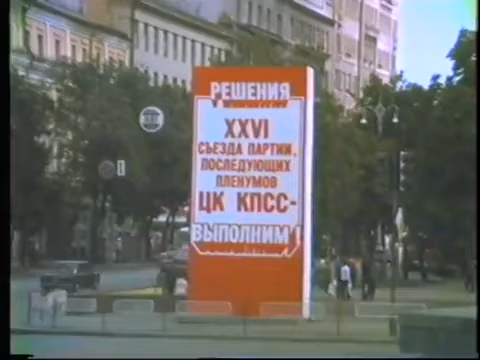 РЕШЕНИЯ
XXVI
СЪЕЗДА ПАРТИИ,
ПОСЛЕДУЮЩИХ
ПЛЕНУМОВ
ЦК КПСС-
ВЫПОЛНИМ!